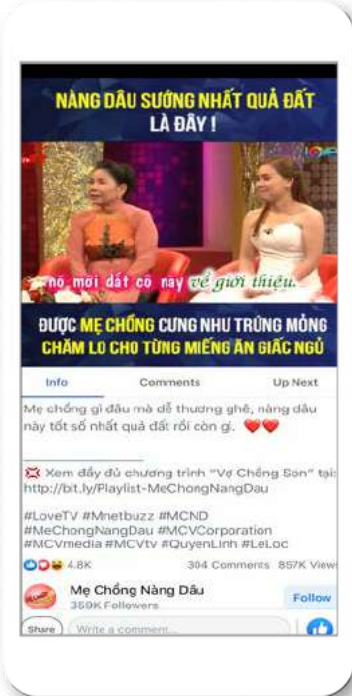 NÀNG DÂU SƯỚNG NHẤT QUẢ ĐẤT
LÀ ĐÂY !
nó mới dắt cô này về giới thiệu.
ĐƯỢC MẸ CHỒNG CƯNG NHƯ TRỨNG MỎNG
CHĂM LO CHO TỪNG MIẾNG ĂN GIẤC NGỦ
Info Comments Up Next
Mẹ chồng gì đâu mà dễ thương ghê, nàng dâu
này tốt số nhất quả đất rồi còn gì. ❤️❤️
💢 Xem đầy đủ chương trình "Vợ Chồng Son" tại:
http://bit.ly/Playlist-MeChongNangDau
#LoveTV #Mnetbuzz #MCND
#MeChongNangDau #MCVCorporation
#MCVmedia #MCVtv #QuyenLinh #LeLoc
4.8K 304 Comments 857K Views
Mẹ Chồng Nàng Dâu
359K Followers
Follow
Share Write a comment...